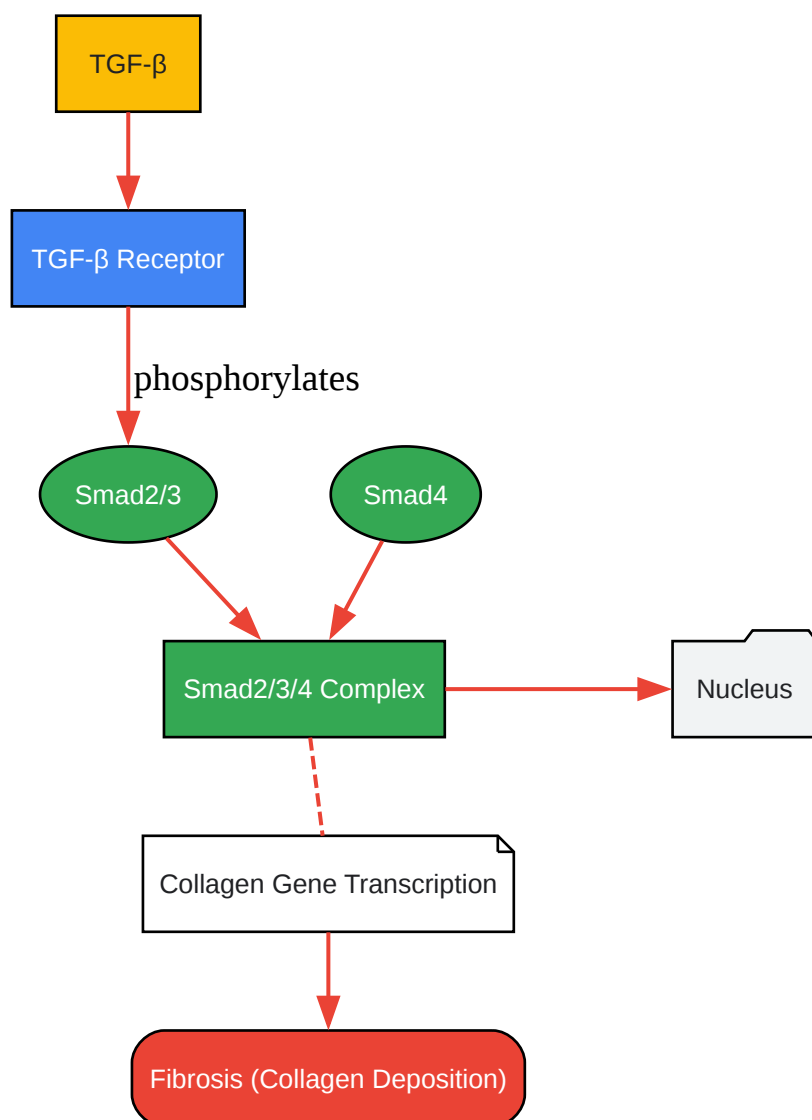 TGF-β
TGF-β Receptor
phosphorylates
Smad2/3
Smad4
Smad2/3/4 Complex
Nucleus
Collagen Gene Transcription
Fibrosis (Collagen Deposition)